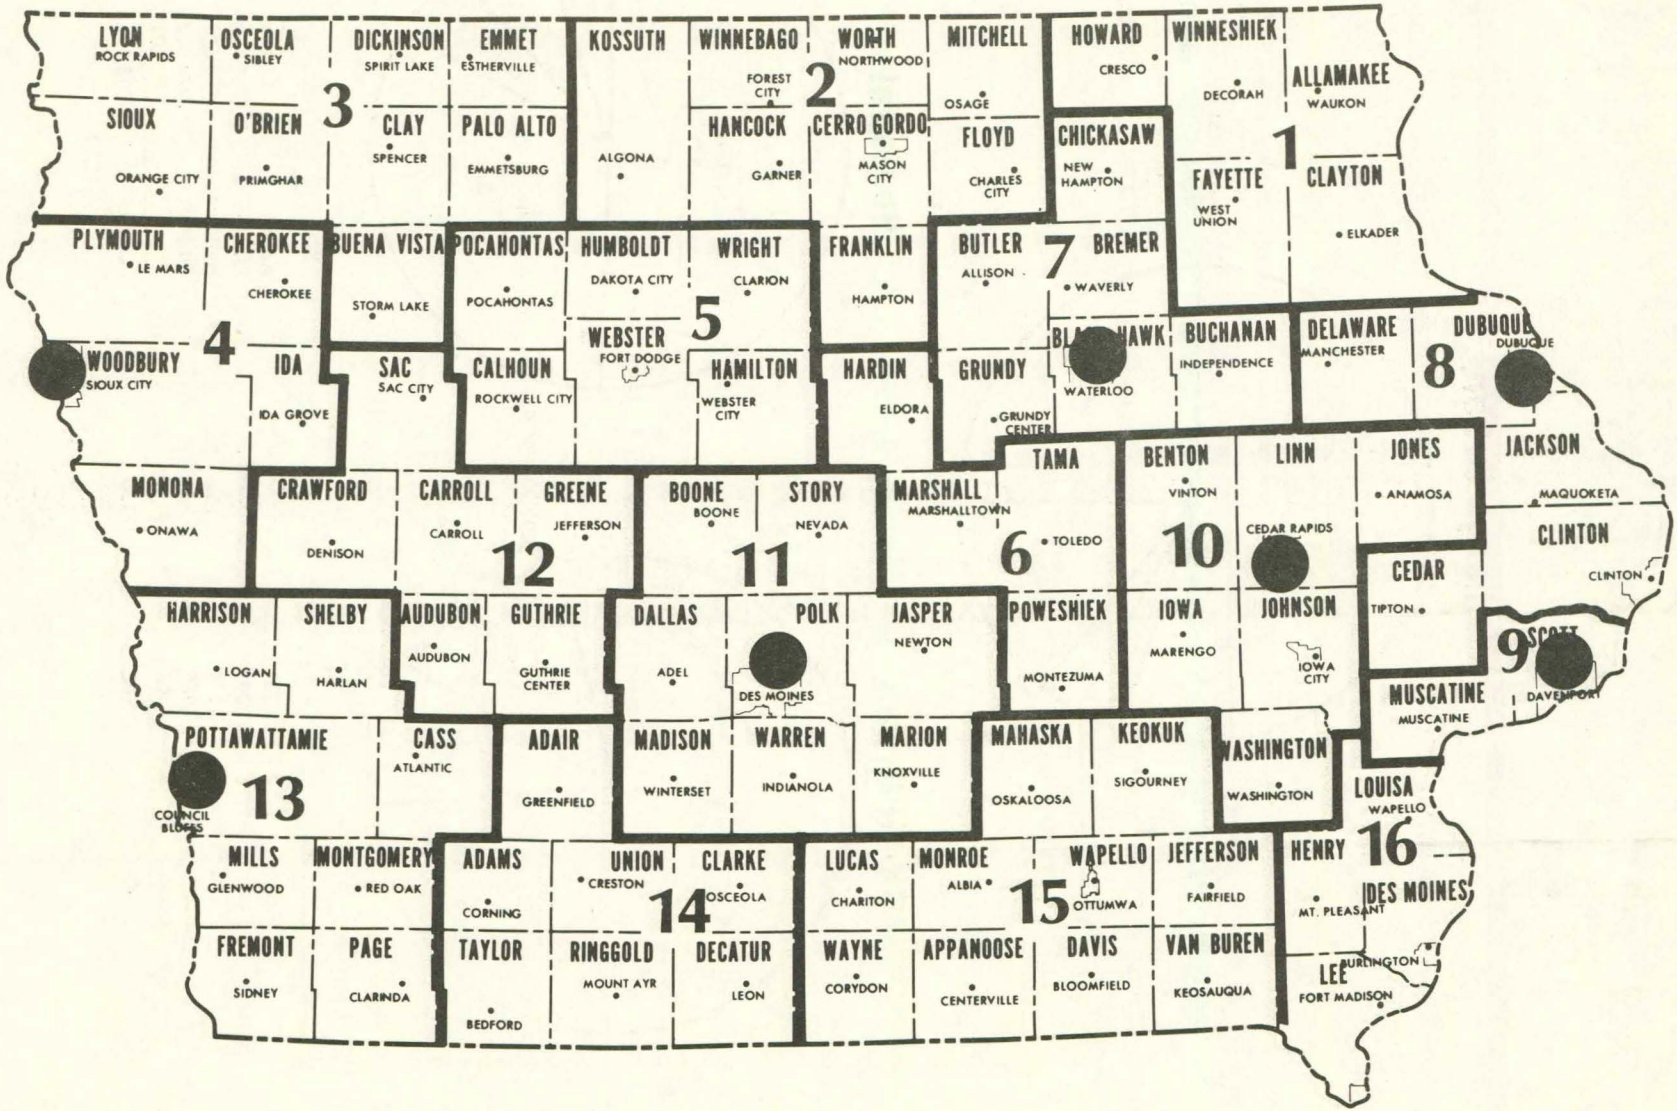 LYON
ROCK RAPIDS
OSCEOLA
SIBLEY
DICKINSON
SPIRIT LAKE
EMMET
ESTHERVILLE
KOSSUTH
ALGONA
WINNEBAGO
FOREST
CITY
WORTH
NORTHWOOD
MITCHELL
OSAGE
HOWARD
CRESCO
WINNESHIEK
DECORAH
ALLAMAKEE
WAUKON
3
2
1
SIOUX
ORANGE CITY
O'BRIEN
PRIMGHAR
CLAY
SPENCER
PALO ALTO
EMMETSBURG
HANCOCK
GARNER
CERRO GORDO
MASON
CITY
FLOYD
CHARLES
CITY
CHICKASAW
NEW
HAMPTON
FAYETTE
WEST
UNION
CLAYTON
ELKADER
PLYMOUTH
LE MARS
CHEROKEE
CHEROKEE
BUENA VISTA
STORM LAKE
POCAHONTAS
POCAHONTAS
HUMBOLDT
DAKOTA CITY
WRIGHT
CLARION
FRANKLIN
HAMPTON
BUTLER
ALLISON
7
BREMER
WAVERLY
4
5
WOODBURY
SIOUX CITY
IDA
IDA GROVE
SAC
SAC CITY
CALHOUN
ROCKWELL CITY
WEBSTER
FORT DODGE
HAMILTON
WEBSTER
CITY
HARDIN
ELDORA
GRUNDY
GRUNDY
CENTER
BLA HAWK
WATERLOO
BUCHANAN
INDEPENDENCE
DELAWARE
MANCHESTER
8
DUBUQUE
DUBUQUE
MONONA
ONAWA
CRAWFORD
DENISON
CARROLL
CARROLL
GREENE
JEFFERSON
12
BOONE
BOONE
STORY
NEVADA
11
MARSHALL
MARSHALLTOWN
TAMA
TOLEDO
6
BENTON
VINTON
10
LINN
CEDAR RAPIDS
JONES
ANAMOSA
JACKSON
MAQUOKETA
CLINTON
CLINTON
HARRISON
LOGAN
SHELBY
HARLAN
AUDUBON
AUDUBON
GUTHRIE
GUTHRIE
CENTER
DALLAS
ADEL
POLK
DES MOINES
JASPER
NEWTON
POWESHIEK
MONTEZUMA
IOWA
MARENGO
JOHNSON
IOWA
CITY
CEDAR
TIPTON
9
SCOTT
DAVENPORT
MUSCATINE
MUSCATINE
POTTAWATTAMIE
13
COUNCIL
BLUFFS
CASS
ATLANTIC
ADAIR
GREENFIELD
MADISON
WINTERSET
WARREN
INDIANOLA
MARION
KNOXVILLE
MAHASKA
OSKALOOSA
KEOKUK
SIGOURNEY
WASHINGTON
WASHINGTON
LOUISA
WAPELLO
MILLS
GLENWOOD
MONTGOMERY
RED OAK
ADAMS
CORNING
UNION
CRESTON
14
CLARKE
OSCEOLA
LUCAS
CHARITON
MONROE
ALBIA
15
WAPELLO
OTTUMWA
JEFFERSON
FAIRFIELD
HENRY
MT. PLEASANT
16
DES MOINES
BURLINGTON
FREMONT
SIDNEY
PAGE
CLARINDA
TAYLOR
BEDFORD
RINGGOLD
MOUNT AYR
DECATUR
LEON
WAYNE
CORYDON
APPANOOSE
CENTERVILLE
DAVIS
BLOOMFIELD
VAN BUREN
KEOSAUQUA
LEE
FORT MADISON